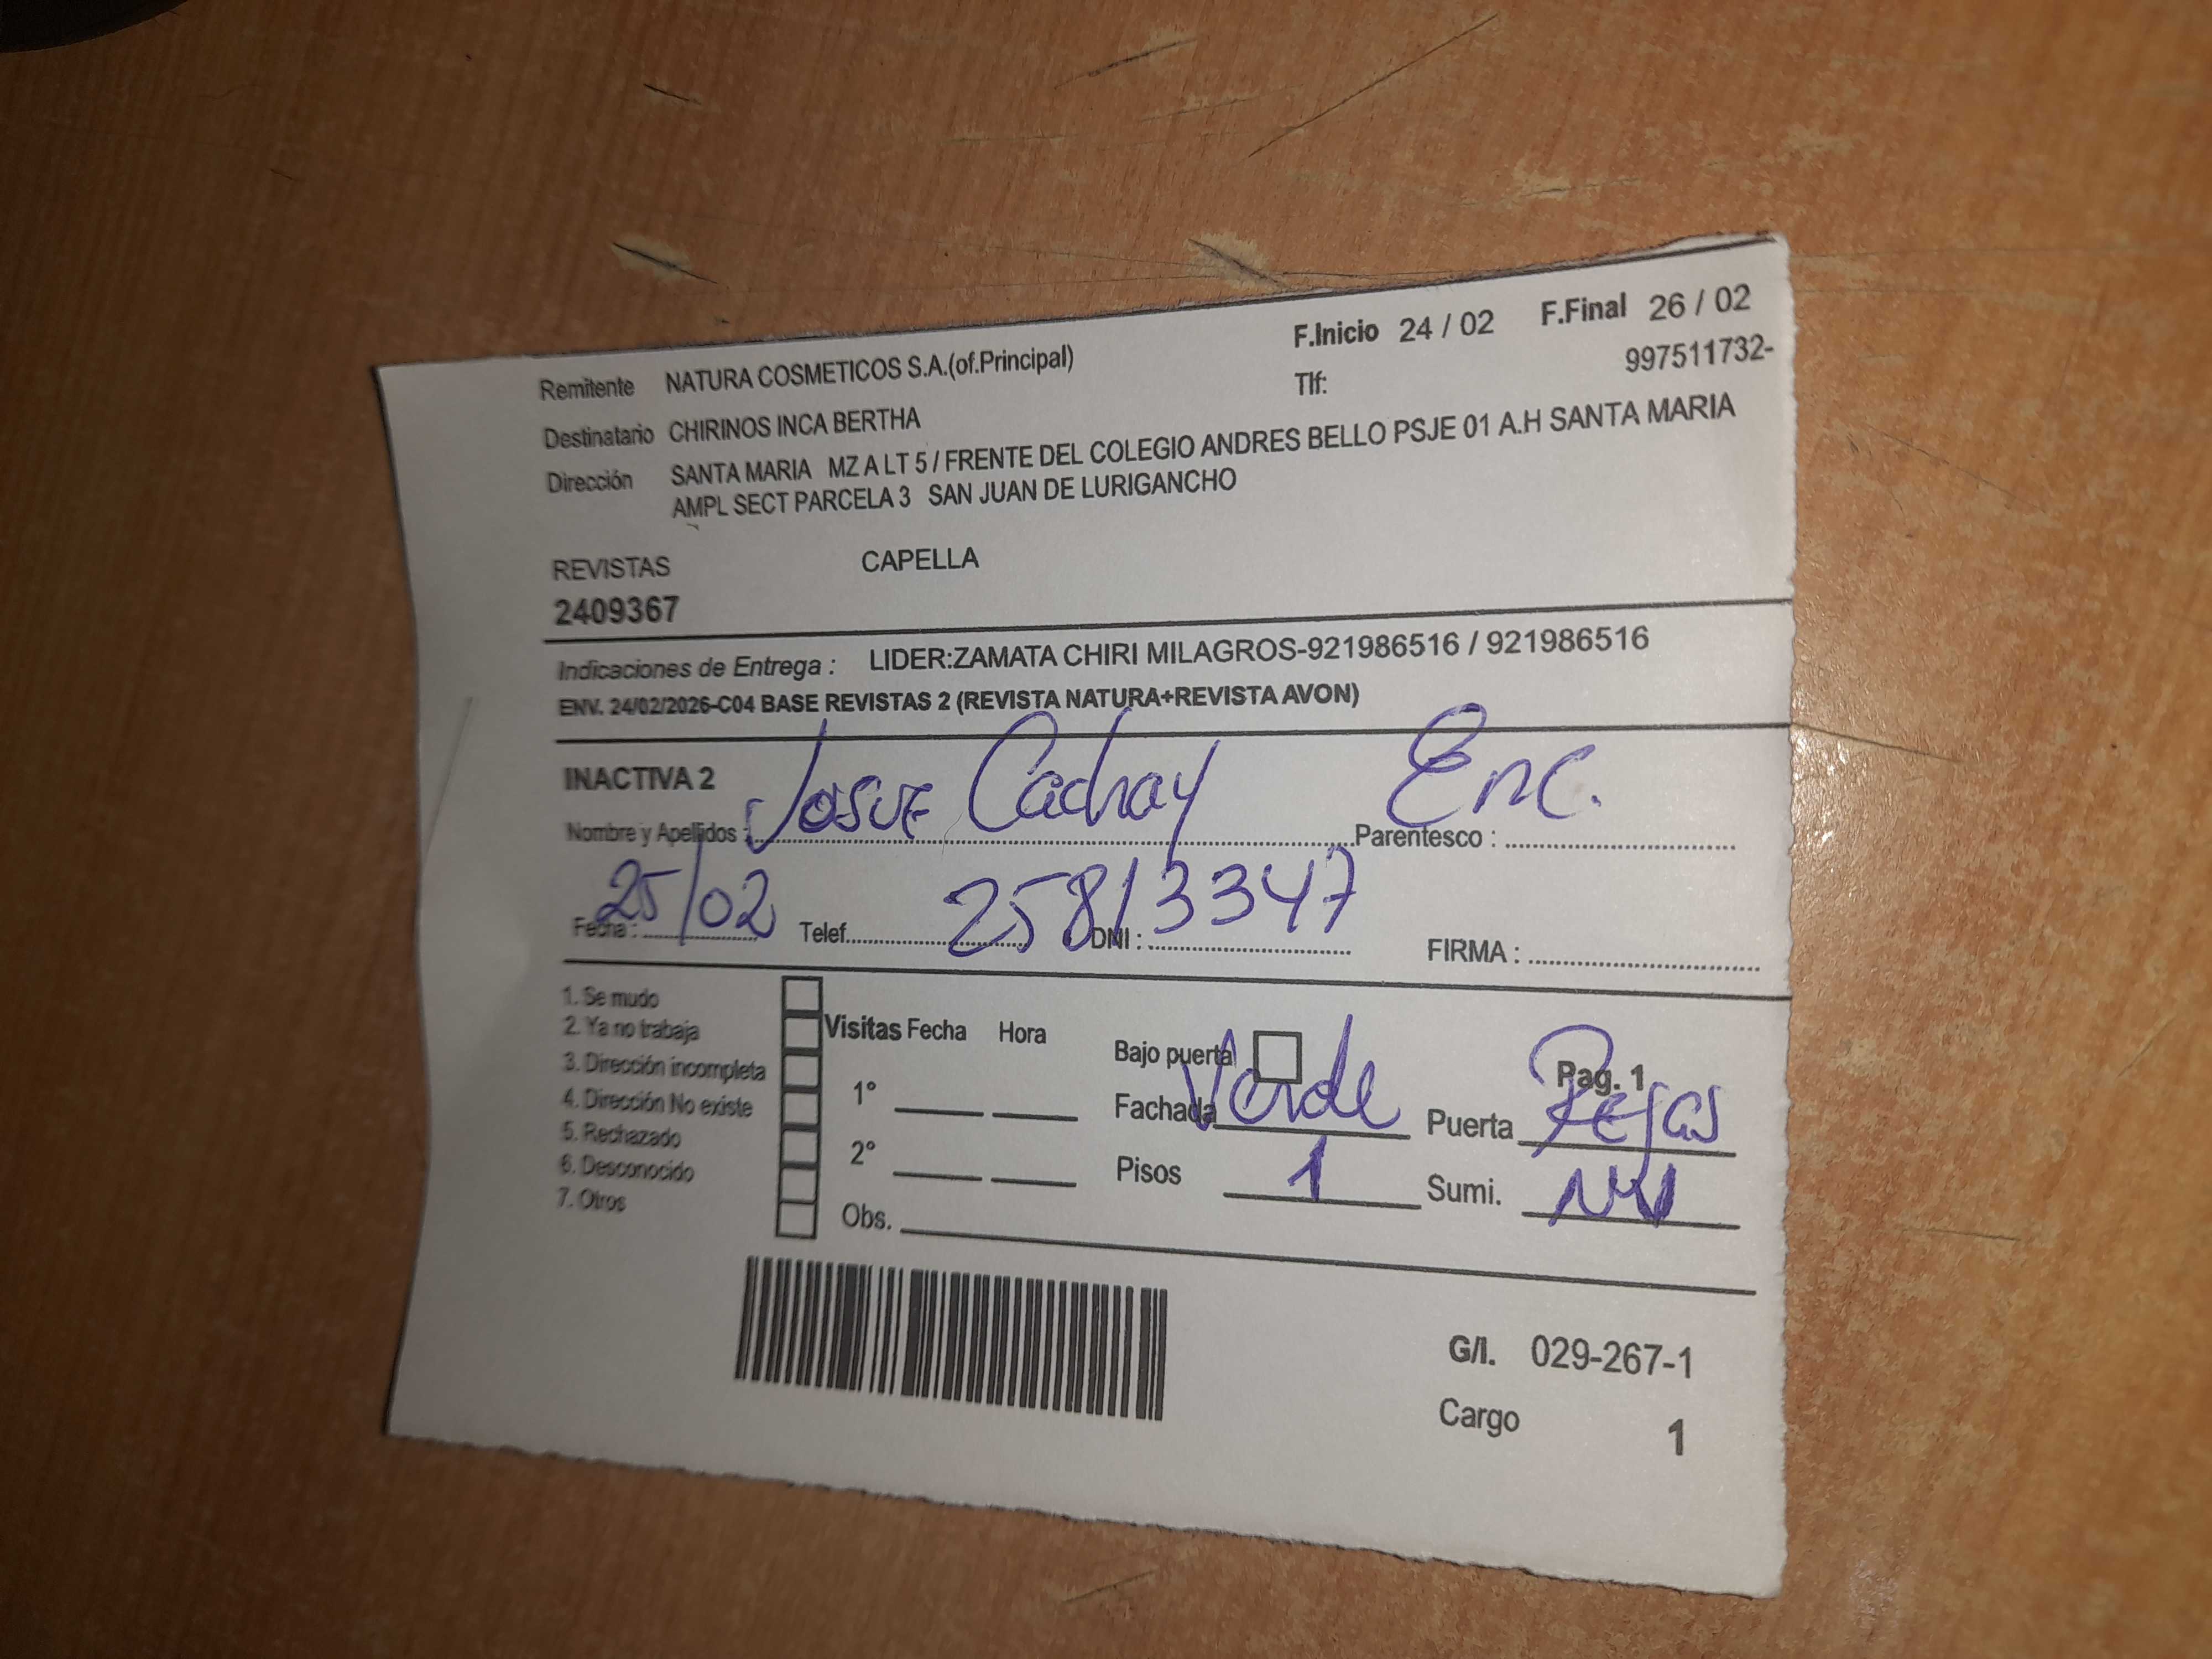 F.Inicio 24 / 02 F.Final 26 / 02
Remitente NATURA COSMETICOS S.A.(of.Principal) Tlf: 997511732-
Destinatario CHIRINOS INCA BERTHA
Dirección SANTA MARIA MZ A LT 5 / FRENTE DEL COLEGIO ANDRES BELLO PSJE 01 A.H SANTA MARIA
AMPL SECT PARCELA 3 SAN JUAN DE LURIGANCHO
REVISTAS CAPELLA
2409367
Indicaciones de Entrega : LIDER:ZAMATA CHIRI MILAGROS-921986516 / 921986516
ENV. 24/02/2026-C04 BASE REVISTAS 2 (REVISTA NATURA+REVISTA AVON)
INACTIVA 2
Nombre y Apellidos : Josue Cachay Parentesco : Enc.
Fecha : 25/02 Telef. DNI : 25813347 FIRMA :
1. Se mudo
2. Ya no trabaja
3. Dirección incompleta
4. Dirección No existe
5. Rechazado
6. Desconocido
7. Otros
Visitas Fecha Hora
1°
2°
Obs.
Bajo puerta Pag. 1
Fachada Verde Puerta Rejas
Pisos 1 Sumi.
G/I. 029-267-1
Cargo 1